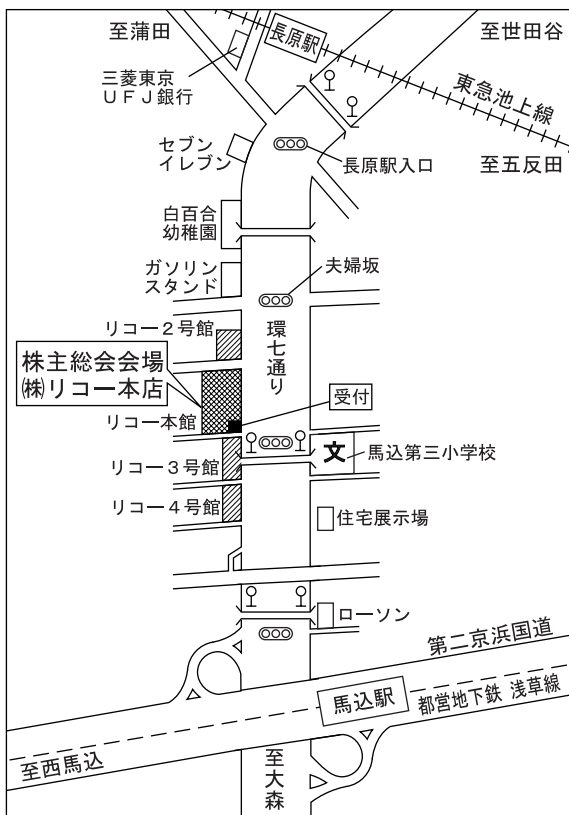 至蒲田
長原駅
至世田谷
三菱東京
UFJ銀行
東急池上線
セブン
イレブン
長原駅入口
至五反田
白百合
幼稚園
ガソリン
スタンド
夫婦坂
リコー2号館
環七通り
株主総会会場
㈱リコー本店
受付
リコー本館
文
馬込第三小学校
リコー3号館
リコー4号館
住宅展示場
ローソン
第二京浜国道
馬込駅
都営地下鉄 浅草線
至西馬込
至大森